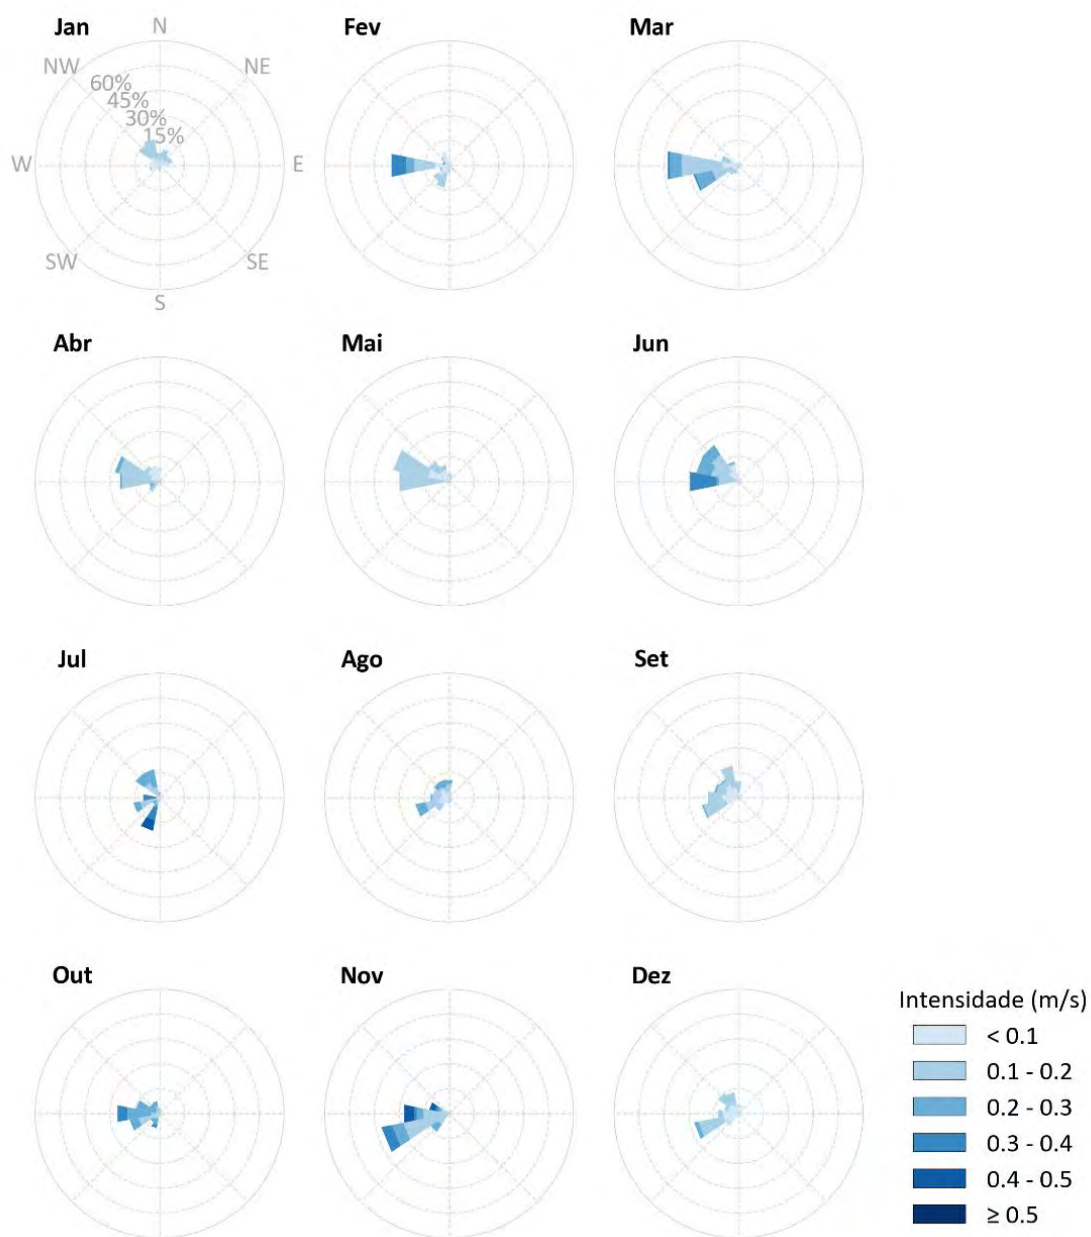 Jan
N
Fev
Mar
NW
NE
60%
45%
30%
15%
W
E
SW
SE
S
Abr
Mai
Jun
Jul
Ago
Set
Out
Nov
Dez
Intensidade (m/s)
< 0.1
0.1 - 0.2
0.2 - 0.3
0.3 - 0.4
0.4 - 0.5
≥ 0.5